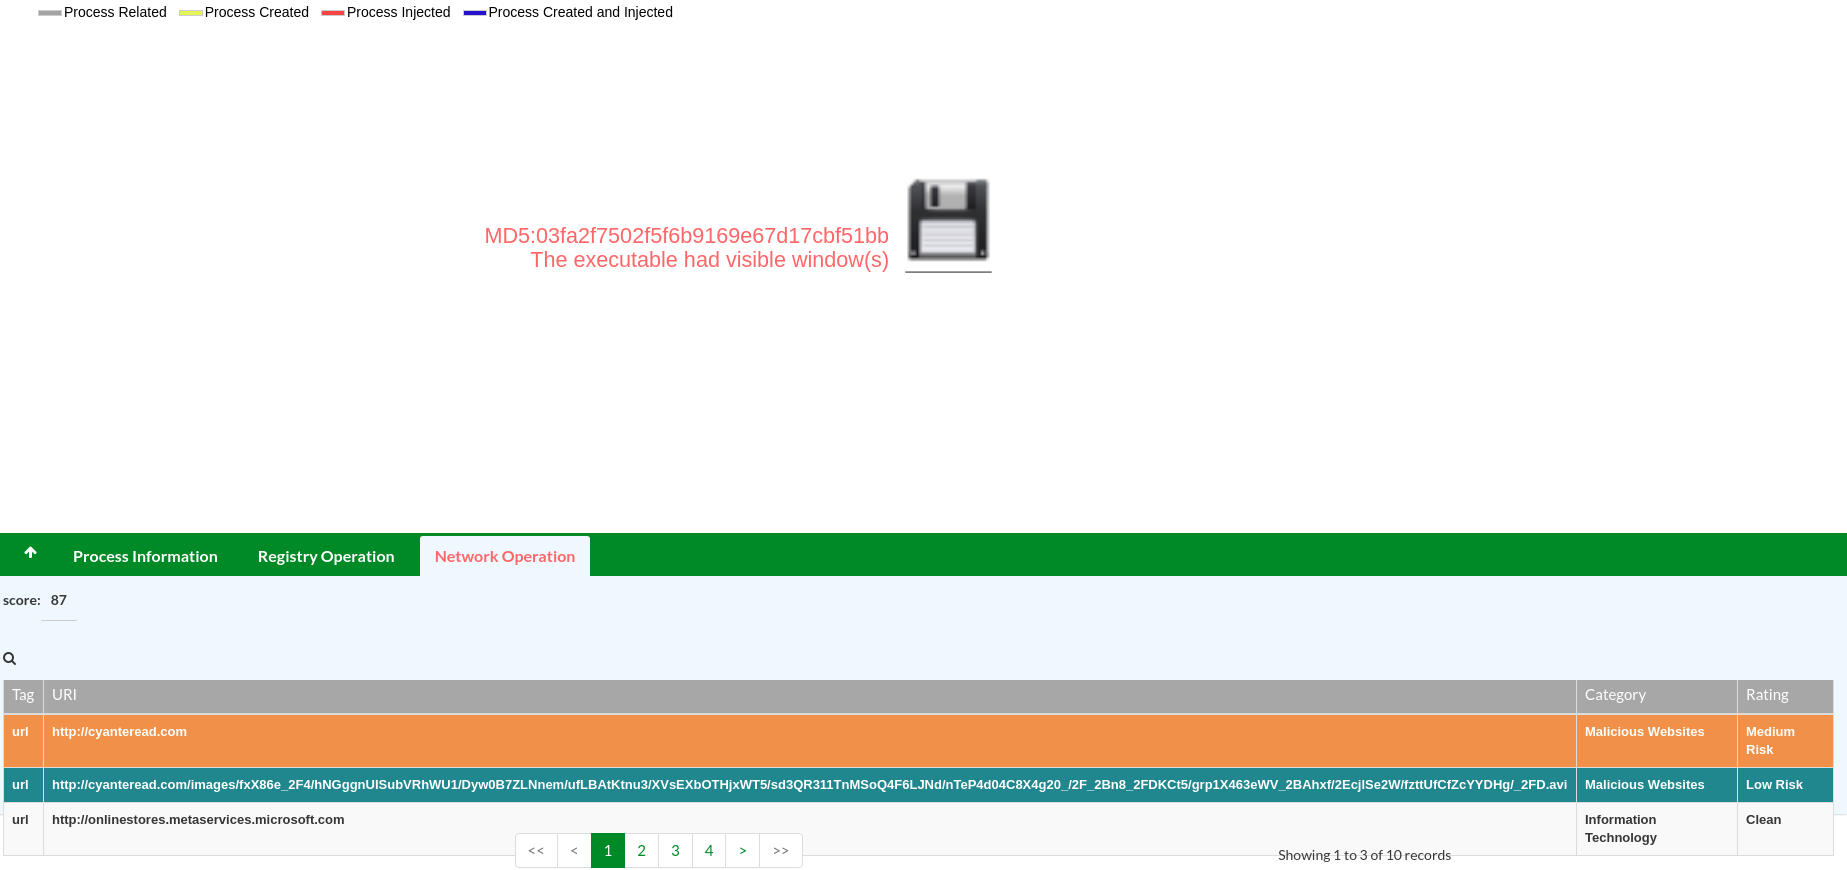 Process Related Process Created Process Injected Process Created and Injected
MD5:03fa2f7502f5f6b9169e67d17cbf51bb
The executable had visible window(s)
Process Information Registry Operation Network Operation
score: 87
Tag URI Category Rating
url http://cyanteread.com Malicious Websites Medium Risk
url http://cyanteread.com/images/fxX86e_2F4/hNGggnUISubVRhWU1/Dyw0B7ZLNnem/ufLBAtKtnu3/XVsEXbOTHjxWT5/sd3QR311TnMSoQ4F6LJNd/nTeP4d04C8X4g20_/2F_2Bn8_2FDKCt5/grp1X463eWV_2BAhxf/2EcjlSe2W/fzttUfCfZcYYDHg/_2FD.avi Malicious Websites Low Risk
url http://onlinestores.metaservices.microsoft.com Information Technology Clean
<< < 1 2 3 4 > >>
Showing 1 to 3 of 10 records